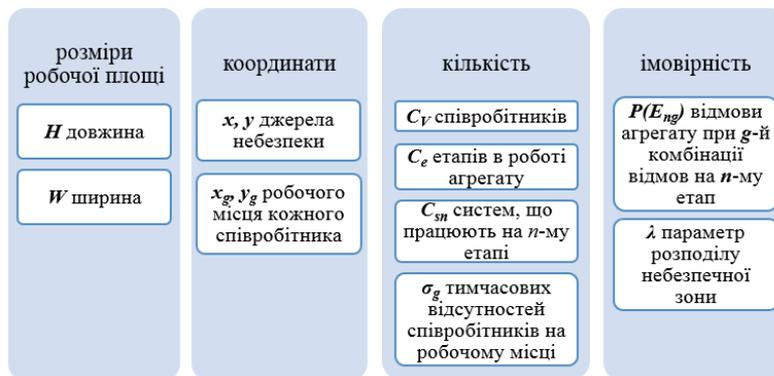 розміри
робочої площі
H довжина
W ширина
координати
x, y джерела
небезпеки
xg, yg робочого
місця кожного
співробітника
кількість
CV співробітників
Ce етапів в роботі
агрегату
Csn систем, що
працюють на n-му
етапі
σg тимчасових
відсутностей
співробітників на
робочому місці
імовірність
P(Eng) відмови
агрегату при g-й
комбінації
відмов на n-му
етап
λ параметр
розподілу
небезпечної
зони